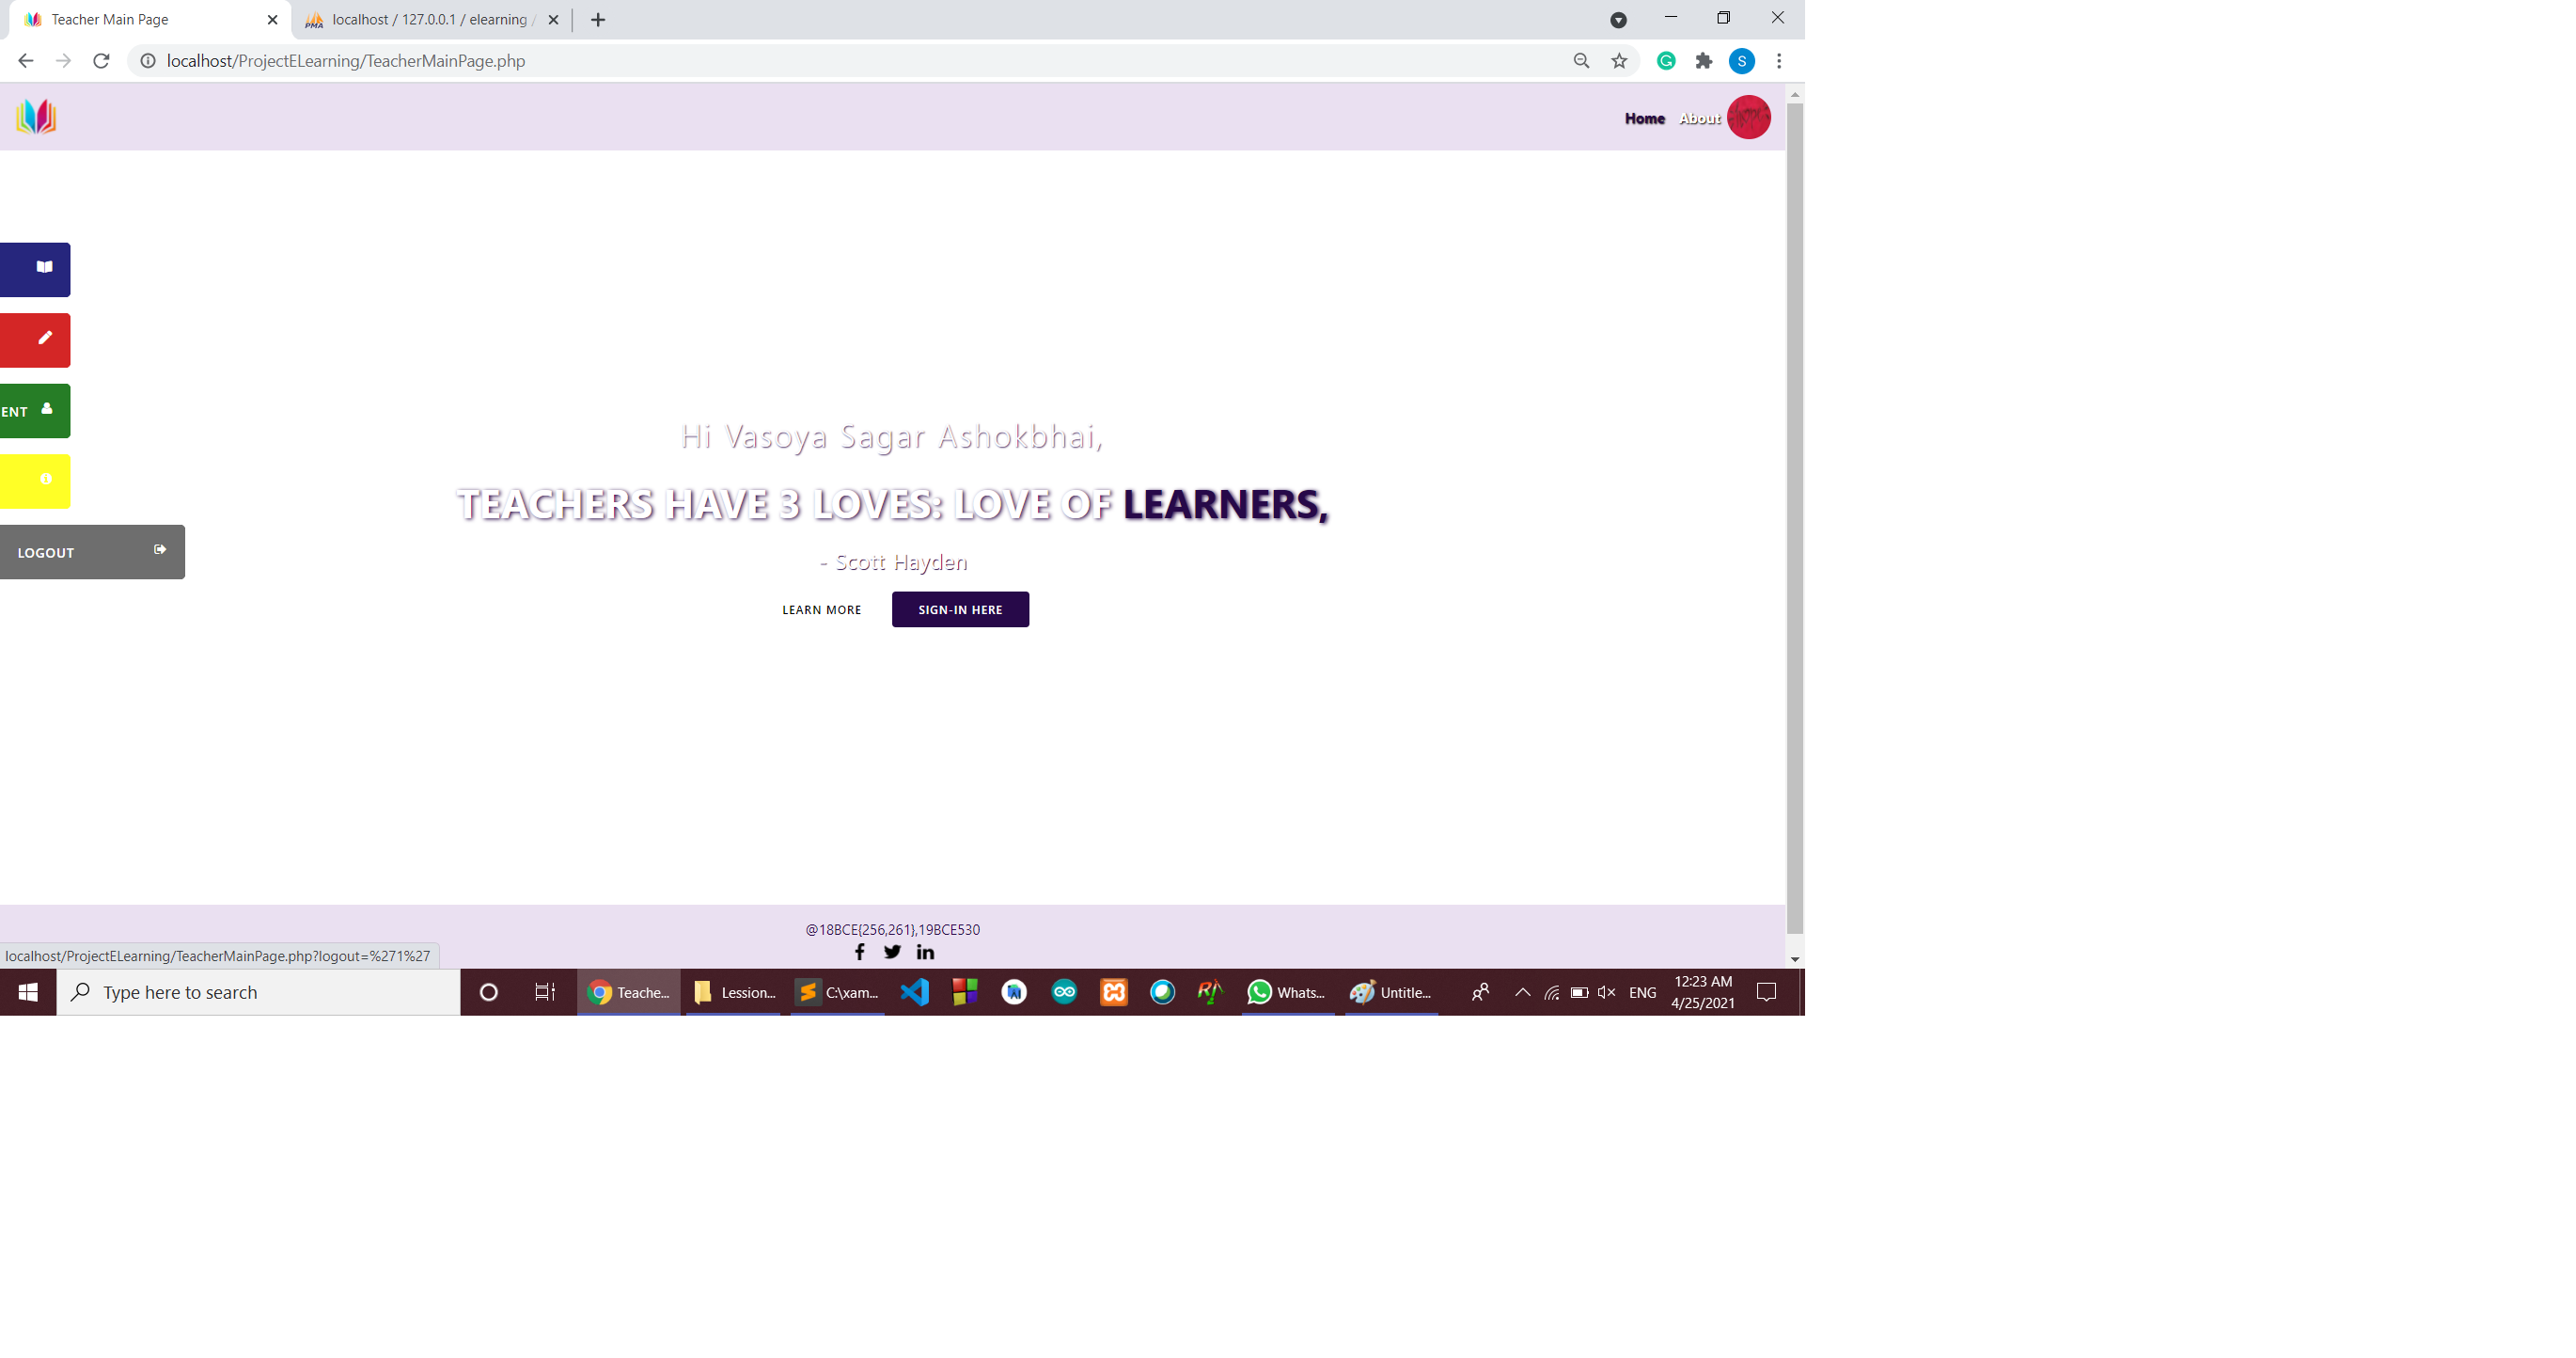 Teacher Main Page
localhost / 127.0.0.1 / elearning /
localhost/ProjectELearning/TeacherMainPage.php
S
Home About
ENT
LOGOUT
Hi Vasoya Sagar Ashokbhai,
TEACHERS HAVE 3 LOVES: LOVE OF LEARNERS,
- Scott Hayden
LEARN MORE SIGN-IN HERE
@18BCE{256,261},19BCE530
localhost/ProjectELearning/TeacherMainPage.php?logout=%271%27
Type here to search
Teache...
Lession...
C:\xam...
Whats...
Untitle...
ENG
12:23 AM
4/25/2021